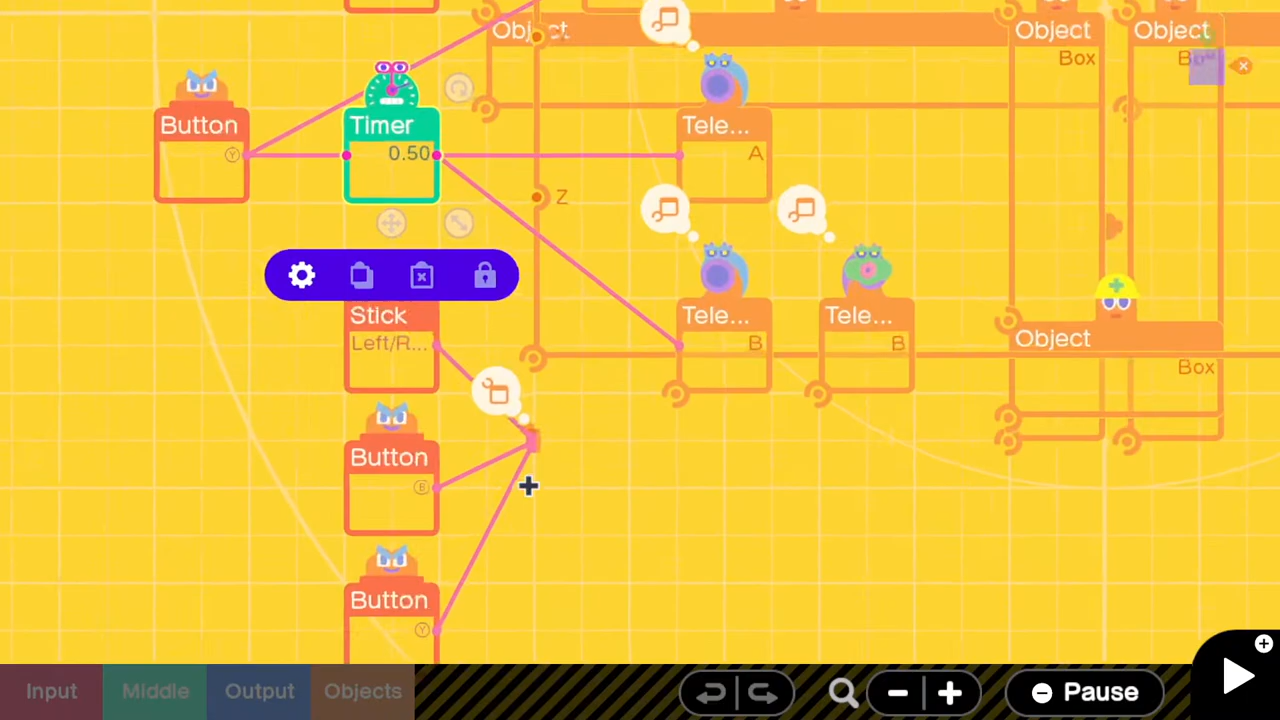 Object
Object
Object
Box
Button
Timer
Tele...
Y
0.50
A
Z
Stick
Tele...
Tele...
Object
Left/R...
B
B
Box
Button
B
Button
Y
Input
Middle
Output
Objects
Pause